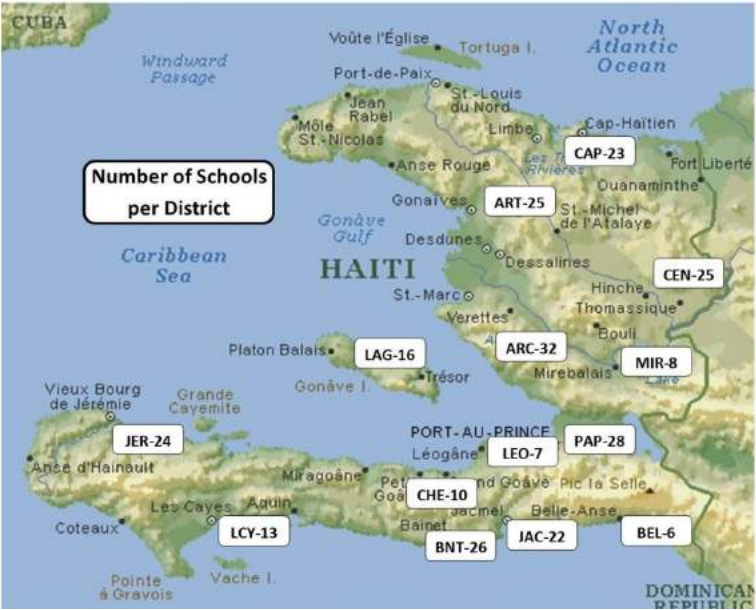 CUBA
Windward
Passage
Voûte l'Église
Tortuga I.
North
Atlantic
Ocean
Port-de-Paix
St.-Louis
du Nord
Jean
Rabel
Môle
St.-Nicolas
Limbe
Cap-Haïtien
CAP-23
Fort Liberté
Rivières
Ouanaminthe
Anse Rouge
Number of Schools
per District
Gonaïves
ART-25
St.-Michel
de l'Atalaye
Gonâve
Gulf
Desdunes
Dessalines
Caribbean
Sea
HAITI
CEN-25
Hinche
Thomassique
St.-Marc
Verettes
Bouli
ARC-32
Mirebalais
MIR-8
Lake
Platon Balais
LAG-16
Trésor
Gonâve I.
Vieux Bourg
de Jérémie
Grande
Cayemite
JER-24
PORT-AU-PRINCE
PAP-28
Léogâne
LEO-7
Anse d'Hainault
Miragoâne
CHE-10
Goâve
Pic la Selle
Les Cayes
Aquin
LCY-13
Coteaux
Bainet
BNT-26
Jacmel
JAC-22
Belle-Anse
BEL-6
Vache I.
Pointe
à Gravois
DOMINICAN
REPUBLIC